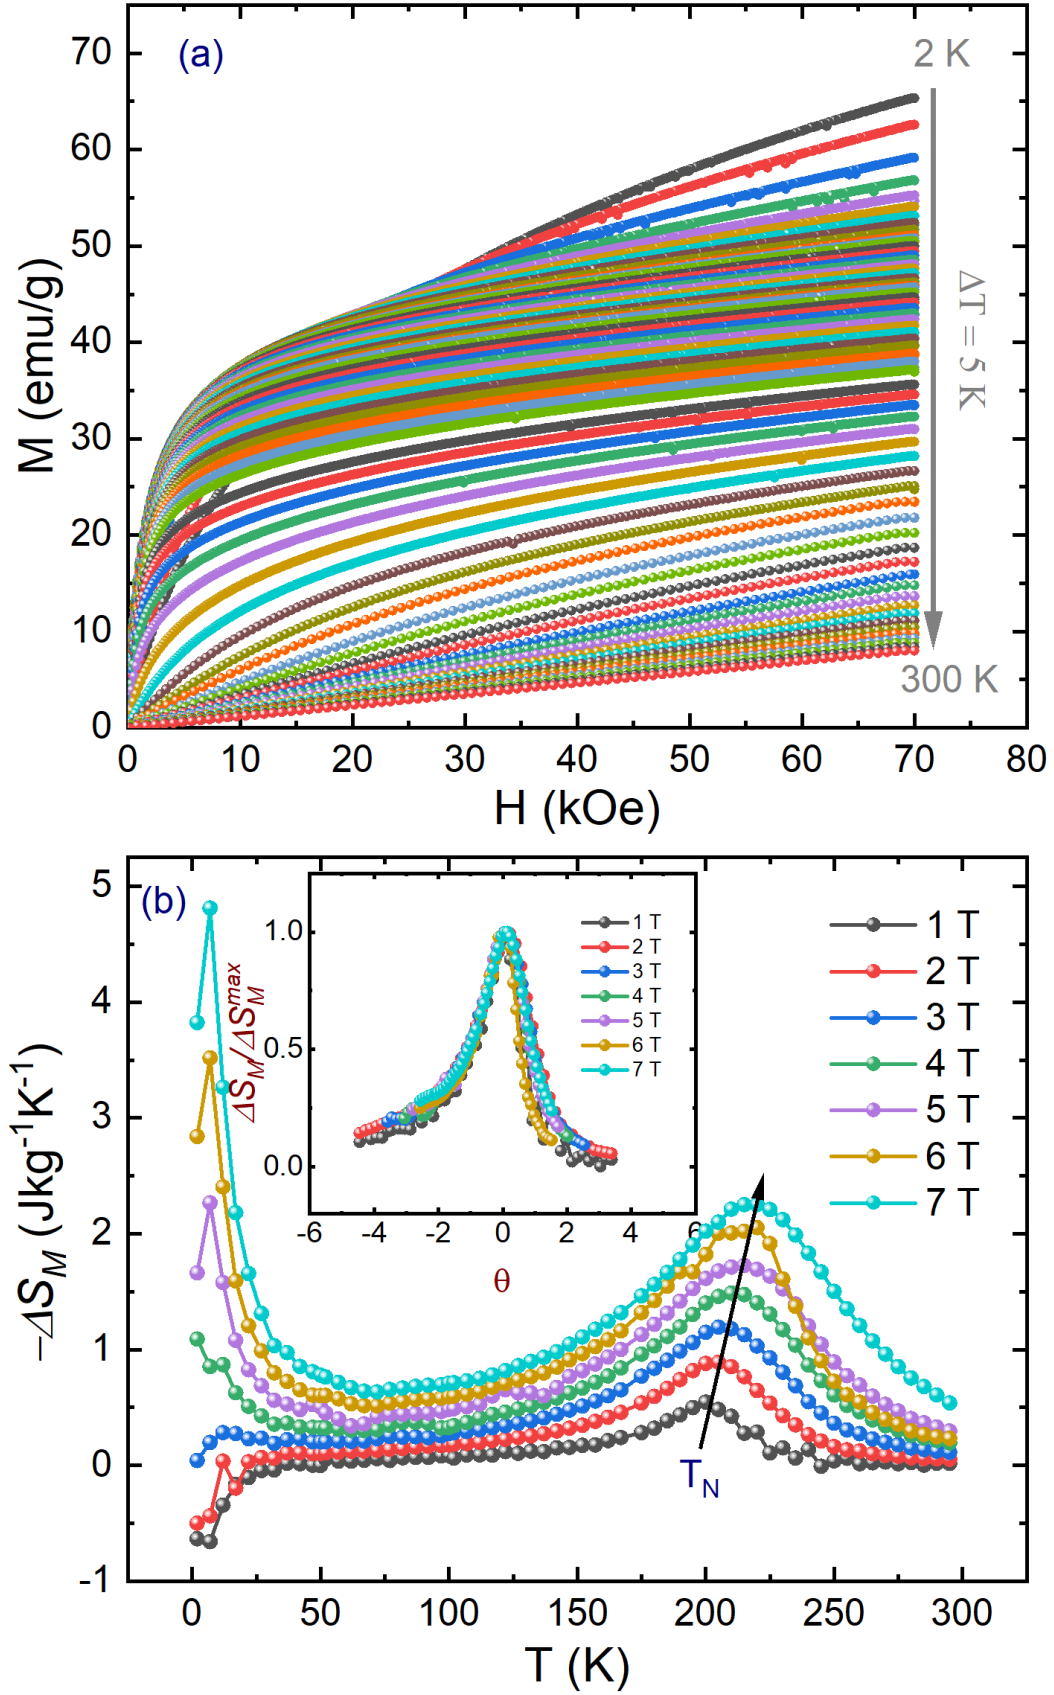 (a)
70
60
50
40
30
20
10
0
M (emu/g)
2 K
ΔT = 5 K
300 K
0 10 20 30 40 50 60 70 80
H (kOe)
(b)
5
4
3
2
1
0
-1
–ΔS_M (Jkg⁻¹K⁻¹)
1.0
0.5
0.0
ΔS_M/ΔS_M^max
1 T
2 T
3 T
4 T
5 T
6 T
7 T
-6 -4 -2 0 2 4 6
θ
1 T
2 T
3 T
4 T
5 T
6 T
7 T
T_N
0 50 100 150 200 250 300
T (K)